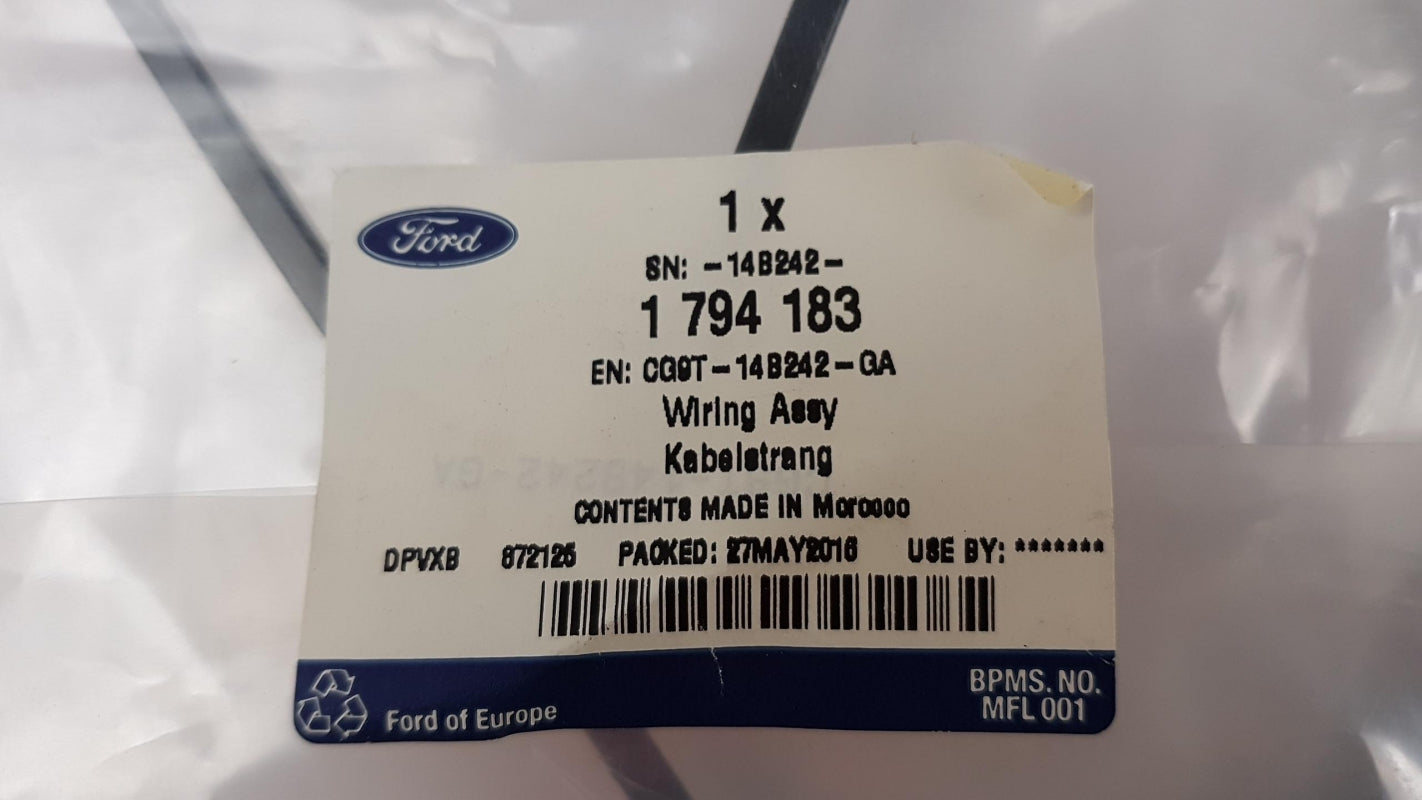 Ford
1 x
SN: -14B242-
1 794 183
EN: CG9T-14B242-GA
Wiring Assy
Kabelstrang
CONTENTS MADE IN Morocco
DPVXB 872125 PACKED: 27MAY2016 USE BY: *******
Ford of Europe
BPMS. NO.
MFL 001